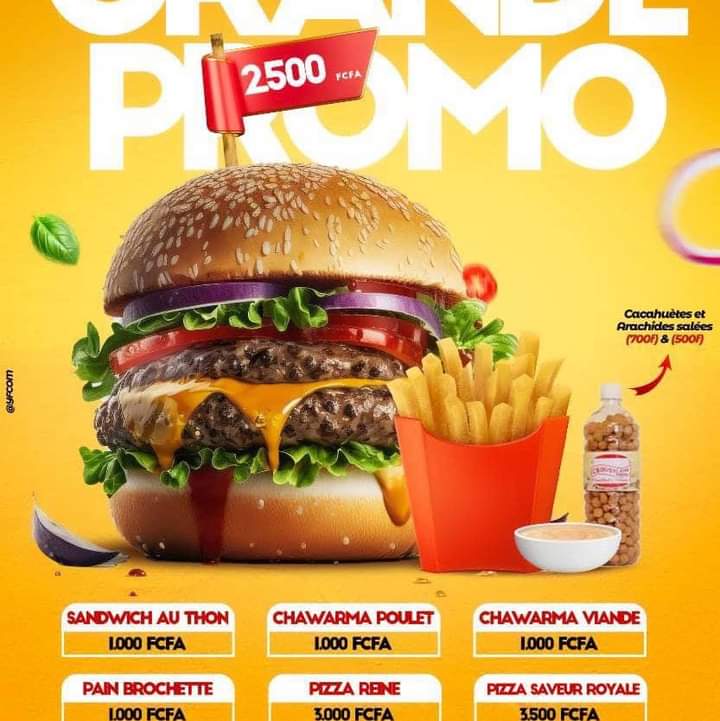 GRANDE
PROMO
2500 FCFA
Cacahuètes et
Arachides salées
(700f) & (500f)
@yfcom
SANDWICH AU THON
1.000 FCFA
CHAWARMA POULET
1.000 FCFA
CHAWARMA VIANDE
1.000 FCFA
PAIN BROCHETTE
1.000 FCFA
PIZZA REINE
3.000 FCFA
PIZZA SAVEUR ROYALE
3.500 FCFA